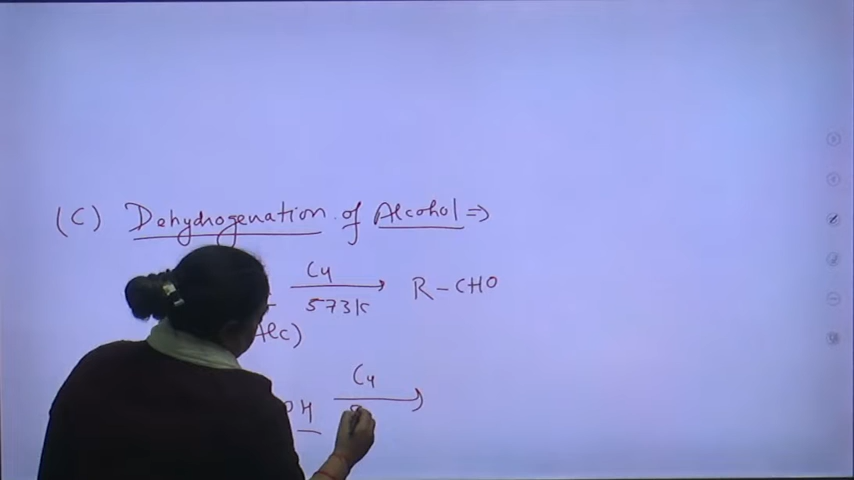 (C) Dehydrogenation of Alcohol ⇒
Cu
573K R-CHO
Alc)
Cu
OH →